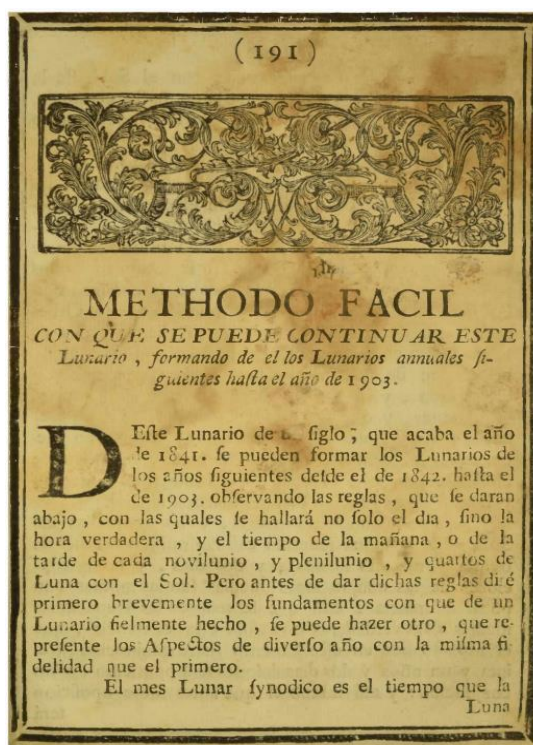 (191)
METHODO FACIL
CON QUE SE PUEDE CONTINUAR ESTE
Lunario, formando de el los Lunarios annuales ſi-
guientes haſta el año de 1903.
DEſte Lunario de ſiglo, que acaba el año
de 1841. ſe pueden formar los Lunarios de
los años ſiguientes deſde el de 1842. haſta el
de 1903. obſervando las reglas, que ſe daran
abajo, con las quales ſe hallará no ſolo el dia, ſino la
hora verdadera, y el tiempo de la mañana, o de la
tarde de cada novilunio, y plenilunio, y quartos de
Luna con el Sol. Pero antes de dar dichas reglas diré
primero brevemente los fundamentos con que de un
Lunario fielmente hecho, ſe puede hazer otro, que re-
preſente los Aſpectos de diverſo año con la miſma fi-
delidad que el primero.
El mes Lunar ſynodico es el tiempo que la
Luna